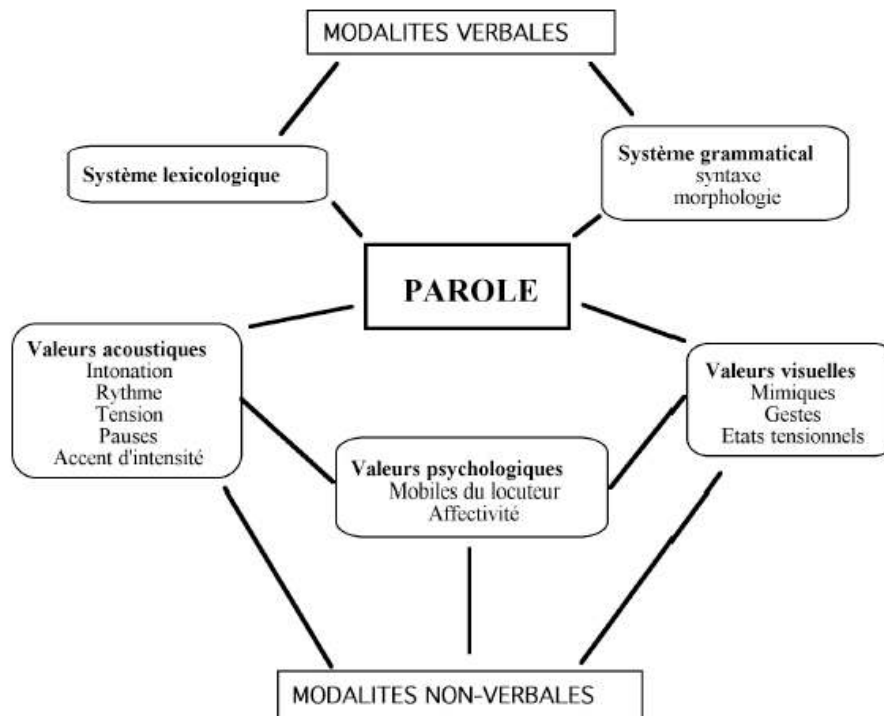 MODALITES VERBALES
Système lexicologique
Système grammatical
syntaxe
morphologie
PAROLE
Valeurs acoustiques
Intonation
Rythme
Tension
Pauses
Accent d'intensité
Valeurs psychologiques
Mobiles du locuteur
Affectivité
Valeurs visuelles
Mimiques
Gestes
Etats tensionnels
MODALITES NON-VERBALES